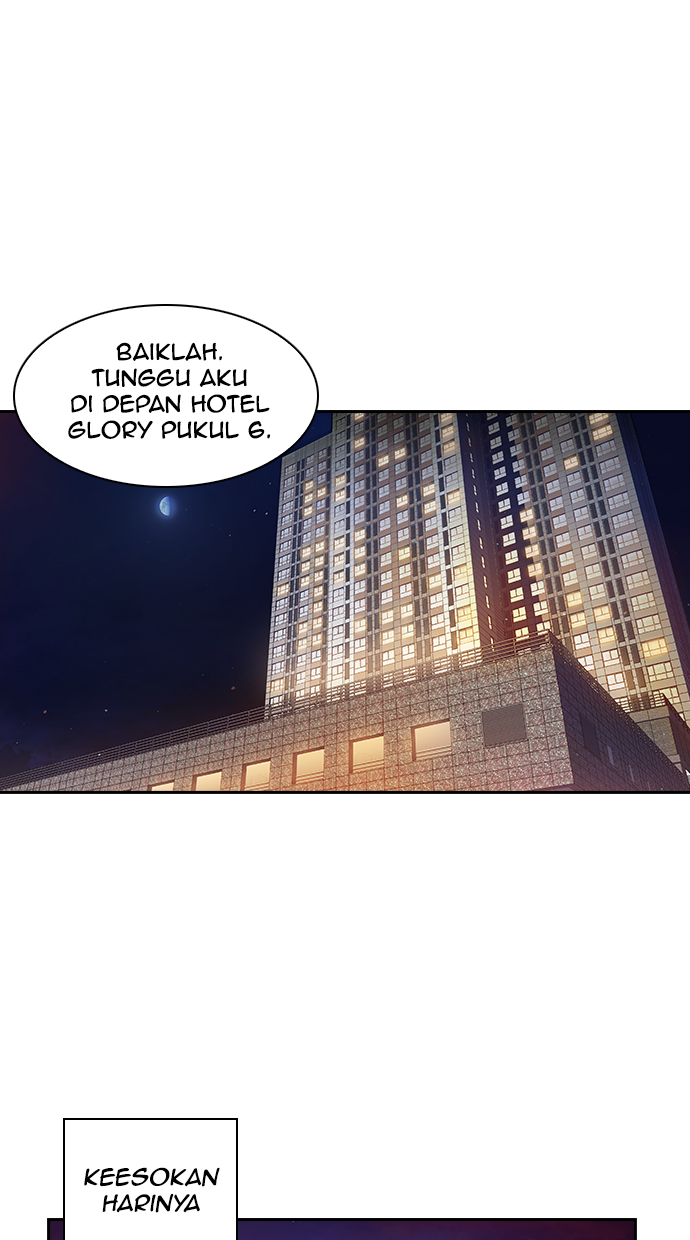 BAIKLAH.
TUNGGU AKU
DI DEPAN HOTEL
GLORY PUKUL 6.
KEESOKAN
HARINYA